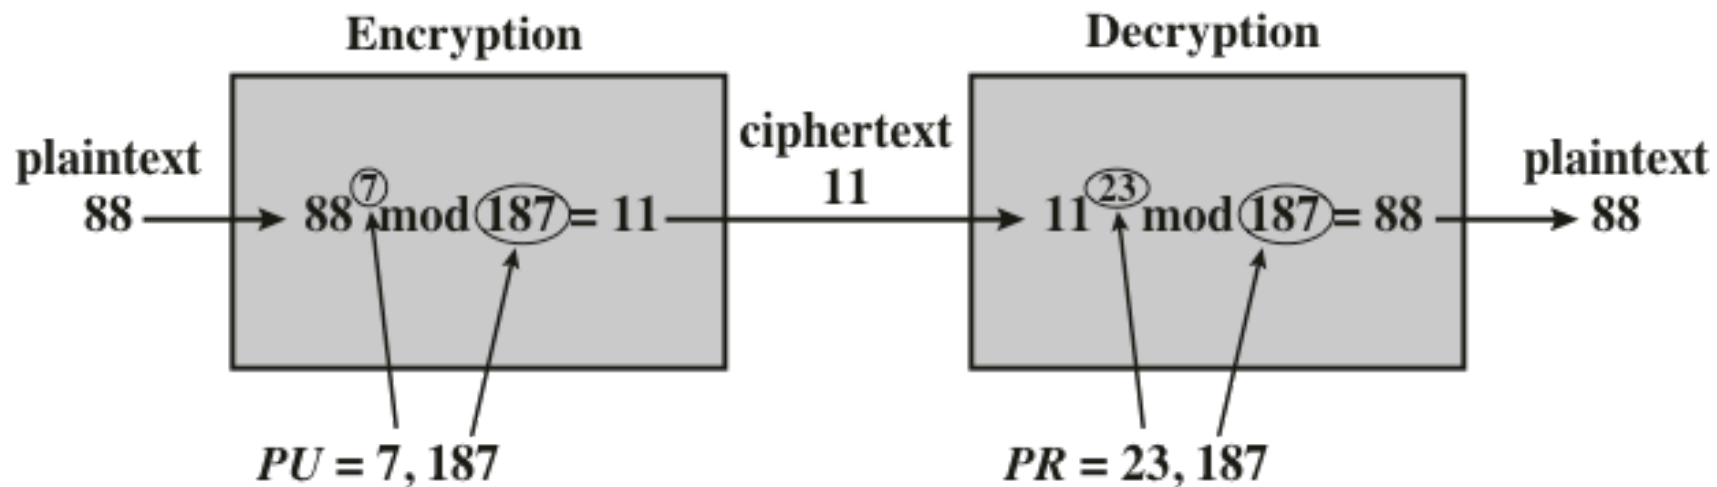 Encryption
Decryption
plaintext
88
88^7 mod 187 = 11
ciphertext
11
11^23 mod 187 = 88
plaintext
88
PU = 7, 187
PR = 23, 187